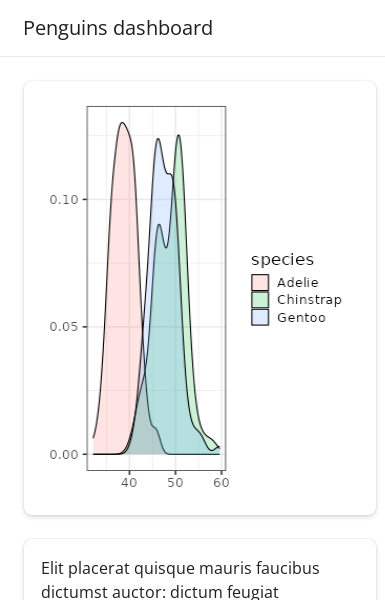 Penguins dashboard
0.10
0.05
0.00
40 50 60
species
Adelie
Chinstrap
Gentoo
Elit placerat quisque mauris faucibus
dictumst auctor: dictum feugiat